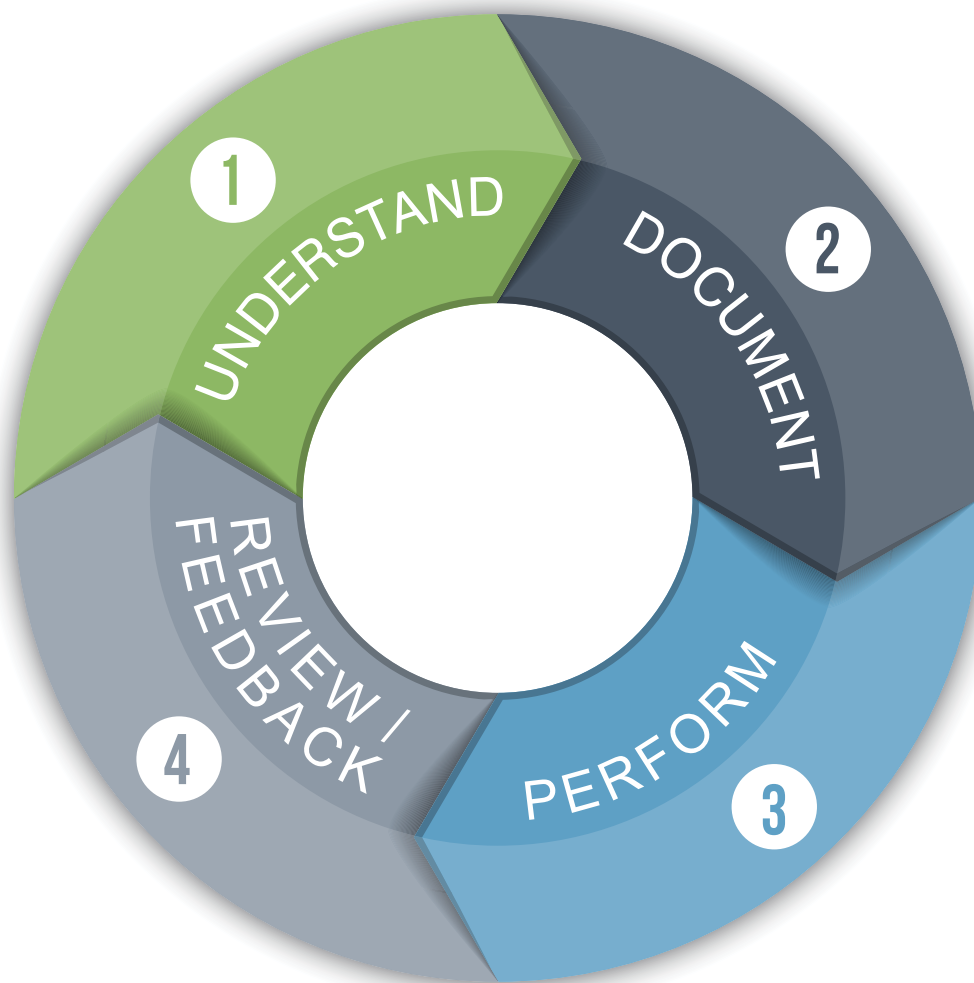 1
UNDERSTAND
2
DOCUMENT
3
PERFORM
4
REVIEW /
FEEDBACK